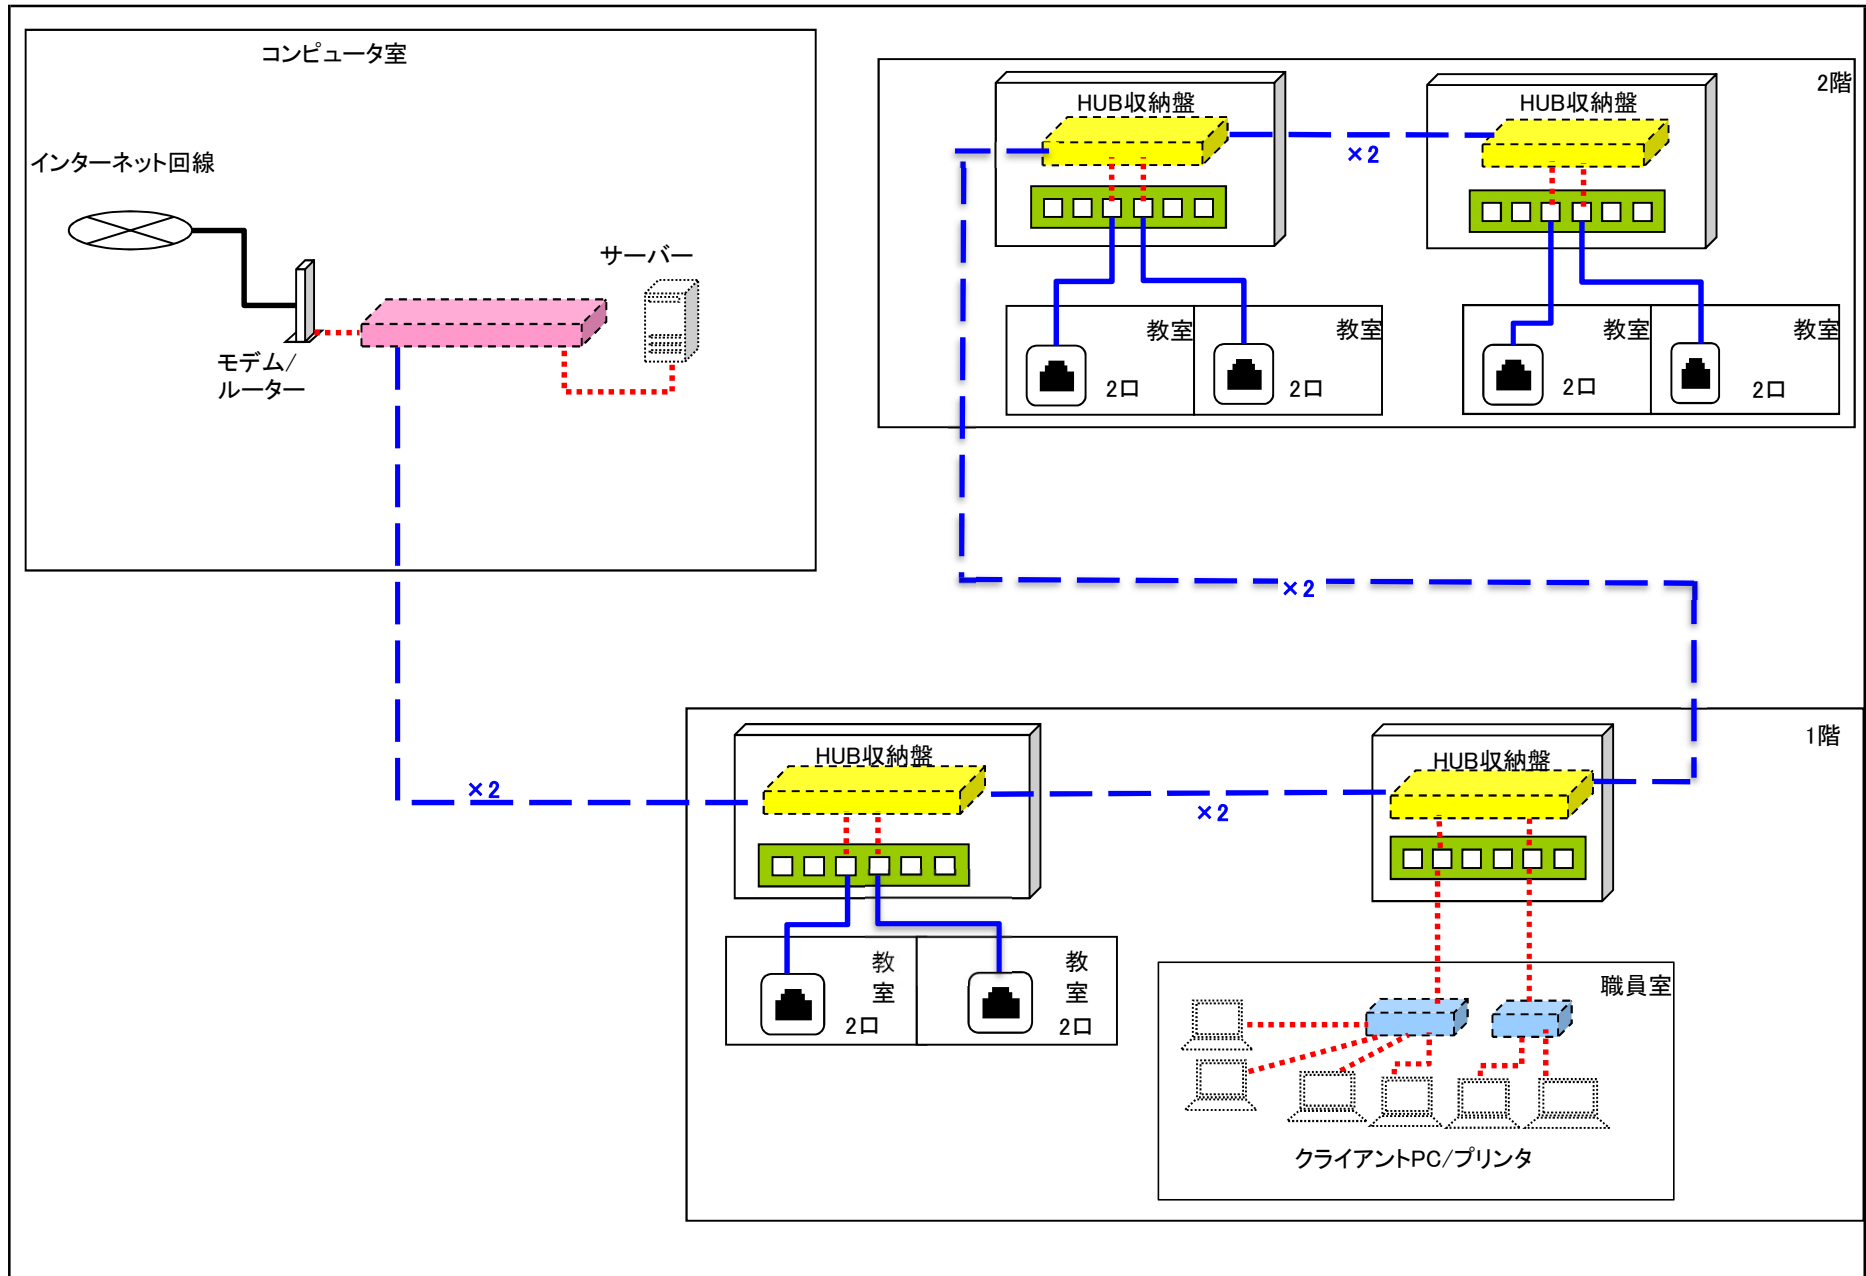 コンピュータ室
インターネット回線
モデム/
ルーター
サーバー
2階
HUB収納盤
HUB収納盤
×2
教室
2口
教室
2口
教室
2口
教室
2口
×2
1階
HUB収納盤
HUB収納盤
×2
×2
教
室
2口
教
室
2口
職員室
クライアントPC/プリンタ